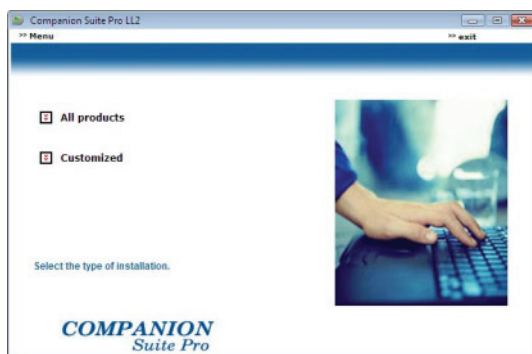 Companion Suite Pro LL2
>> Menu >> exit
All products
Customized
Select the type of installation.
COMPANION
Suite Pro